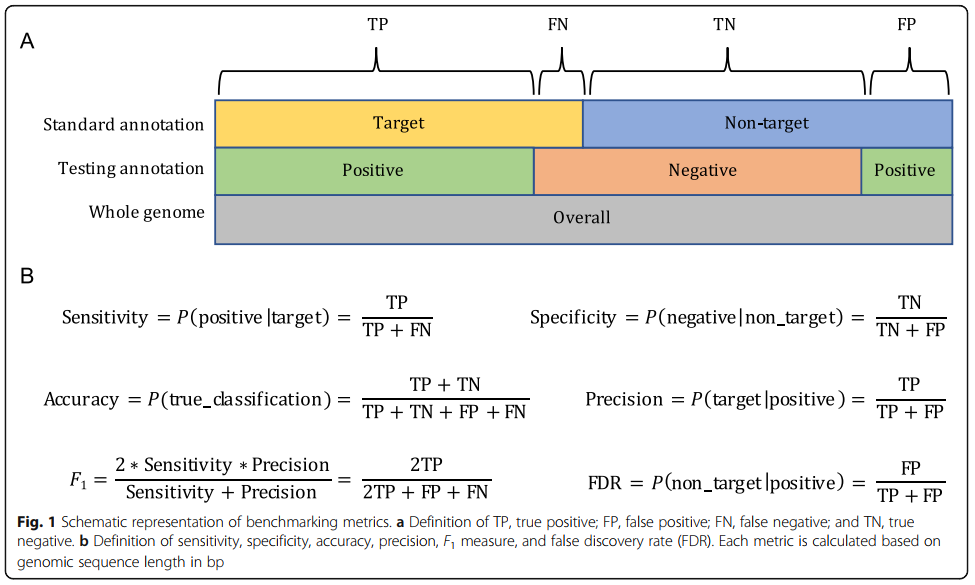 A
TP FN TN FP
Standard annotation Target Non-target
Testing annotation Positive Negative Positive
Whole genome Overall
B
Sensitivity = P(positive|target) = TP / TP + FN
Specificity = P(negative|non_target) = TN / TN + FP
Accuracy = P(true_classification) = TP + TN / TP + TN + FP + FN
Precision = P(target|positive) = TP / TP + FP
F₁ = 2 * Sensitivity * Precision / Sensitivity + Precision = 2TP / 2TP + FP + FN
FDR = P(non_target|positive) = FP / TP + FP
Fig. 1 Schematic representation of benchmarking metrics. a Definition of TP, true positive; FP, false positive; FN, false negative; and TN, true
negative. b Definition of sensitivity, specificity, accuracy, precision, F₁ measure, and false discovery rate (FDR). Each metric is calculated based on
genomic sequence length in bp